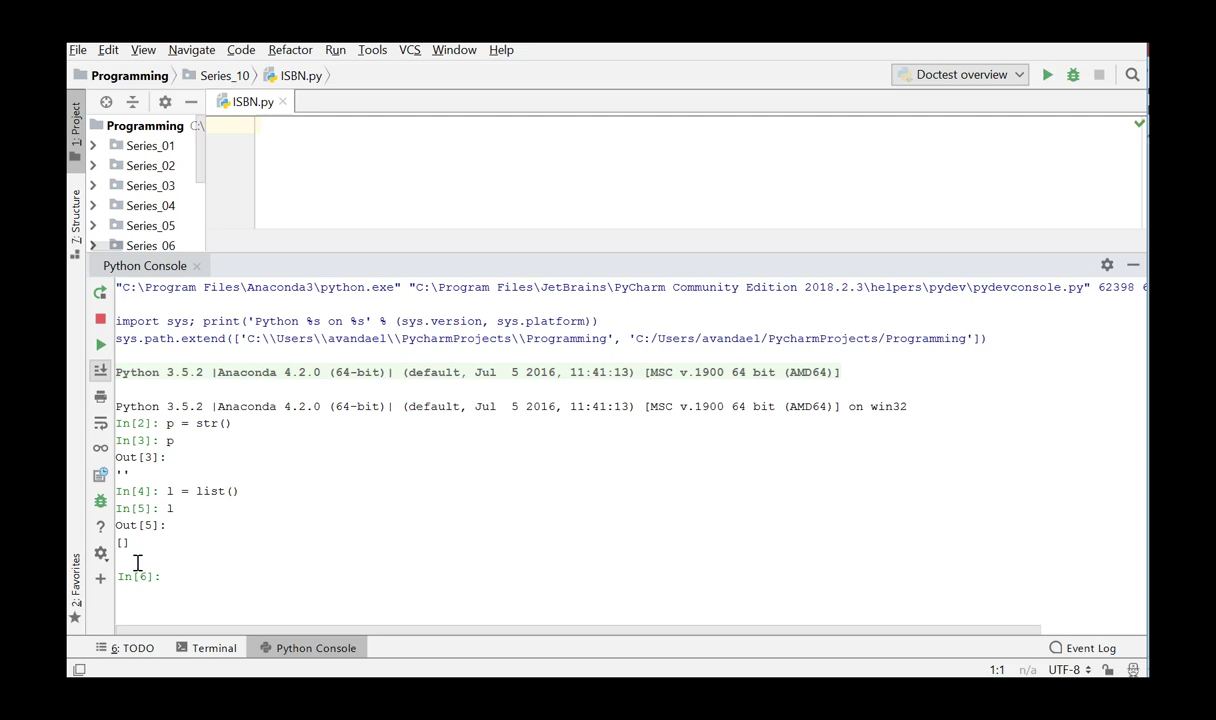 File Edit View Navigate Code Refactor Run Tools VCS Window Help
Programming Series_10 ISBN.py Doctest overview
1: Project
ISBN.py
Programming C:\
Series_01
Series_02
Series_03
Series_04
Series_05
Series_06
7: Structure
Python Console
"C:\Program Files\Anaconda3\python.exe" "C:\Program Files\JetBrains\PyCharm Community Edition 2018.2.3\helpers\pydev\pydevconsole.py" 62398
import sys; print('Python %s on %s' % (sys.version, sys.platform))
sys.path.extend(['C:\\Users\\avandael\\PycharmProjects\\Programming', 'C:/Users/avandael/PycharmProjects/Programming'])
Python 3.5.2 |Anaconda 4.2.0 (64-bit)| (default, Jul  5 2016, 11:41:13) [MSC v.1900 64 bit (AMD64)]
Python 3.5.2 |Anaconda 4.2.0 (64-bit)| (default, Jul  5 2016, 11:41:13) [MSC v.1900 64 bit (AMD64)] on win32
In[2]: p = str()
In[3]: p
Out[3]:
''
In[4]: l = list()
In[5]: l
Out[5]:
[]
In[6]:
2: Favorites
6: TODO Terminal Python Console Event Log
1:1 n/a UTF-8